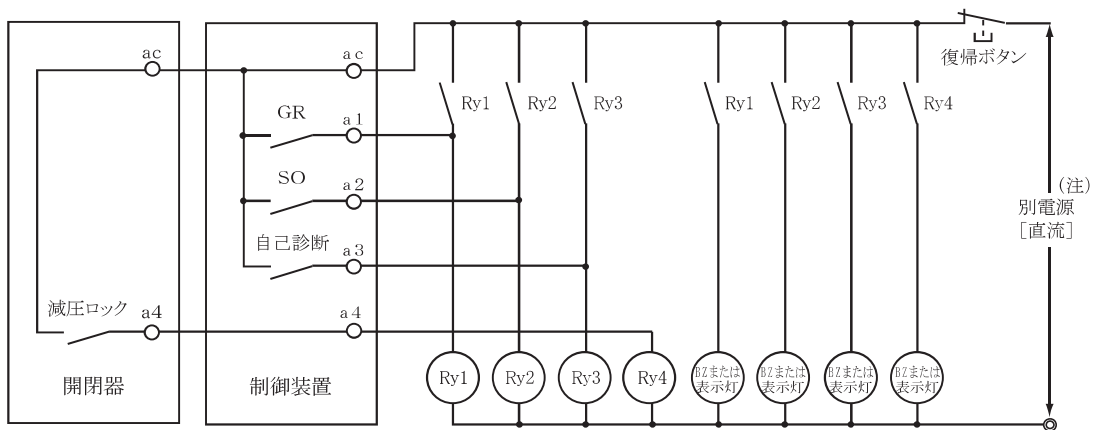 ac
ac
復帰ボタン
GR
a1
Ry1
Ry2
Ry3
Ry1
Ry2
Ry3
Ry4
SO
a2
(注)
別電源
[直流]
自己診断
a3
減圧ロック
a4
a4
開閉器
制御装置
Ry1
Ry2
Ry3
Ry4
BZまたは
表示灯
BZまたは
表示灯
BZまたは
表示灯
BZまたは
表示灯